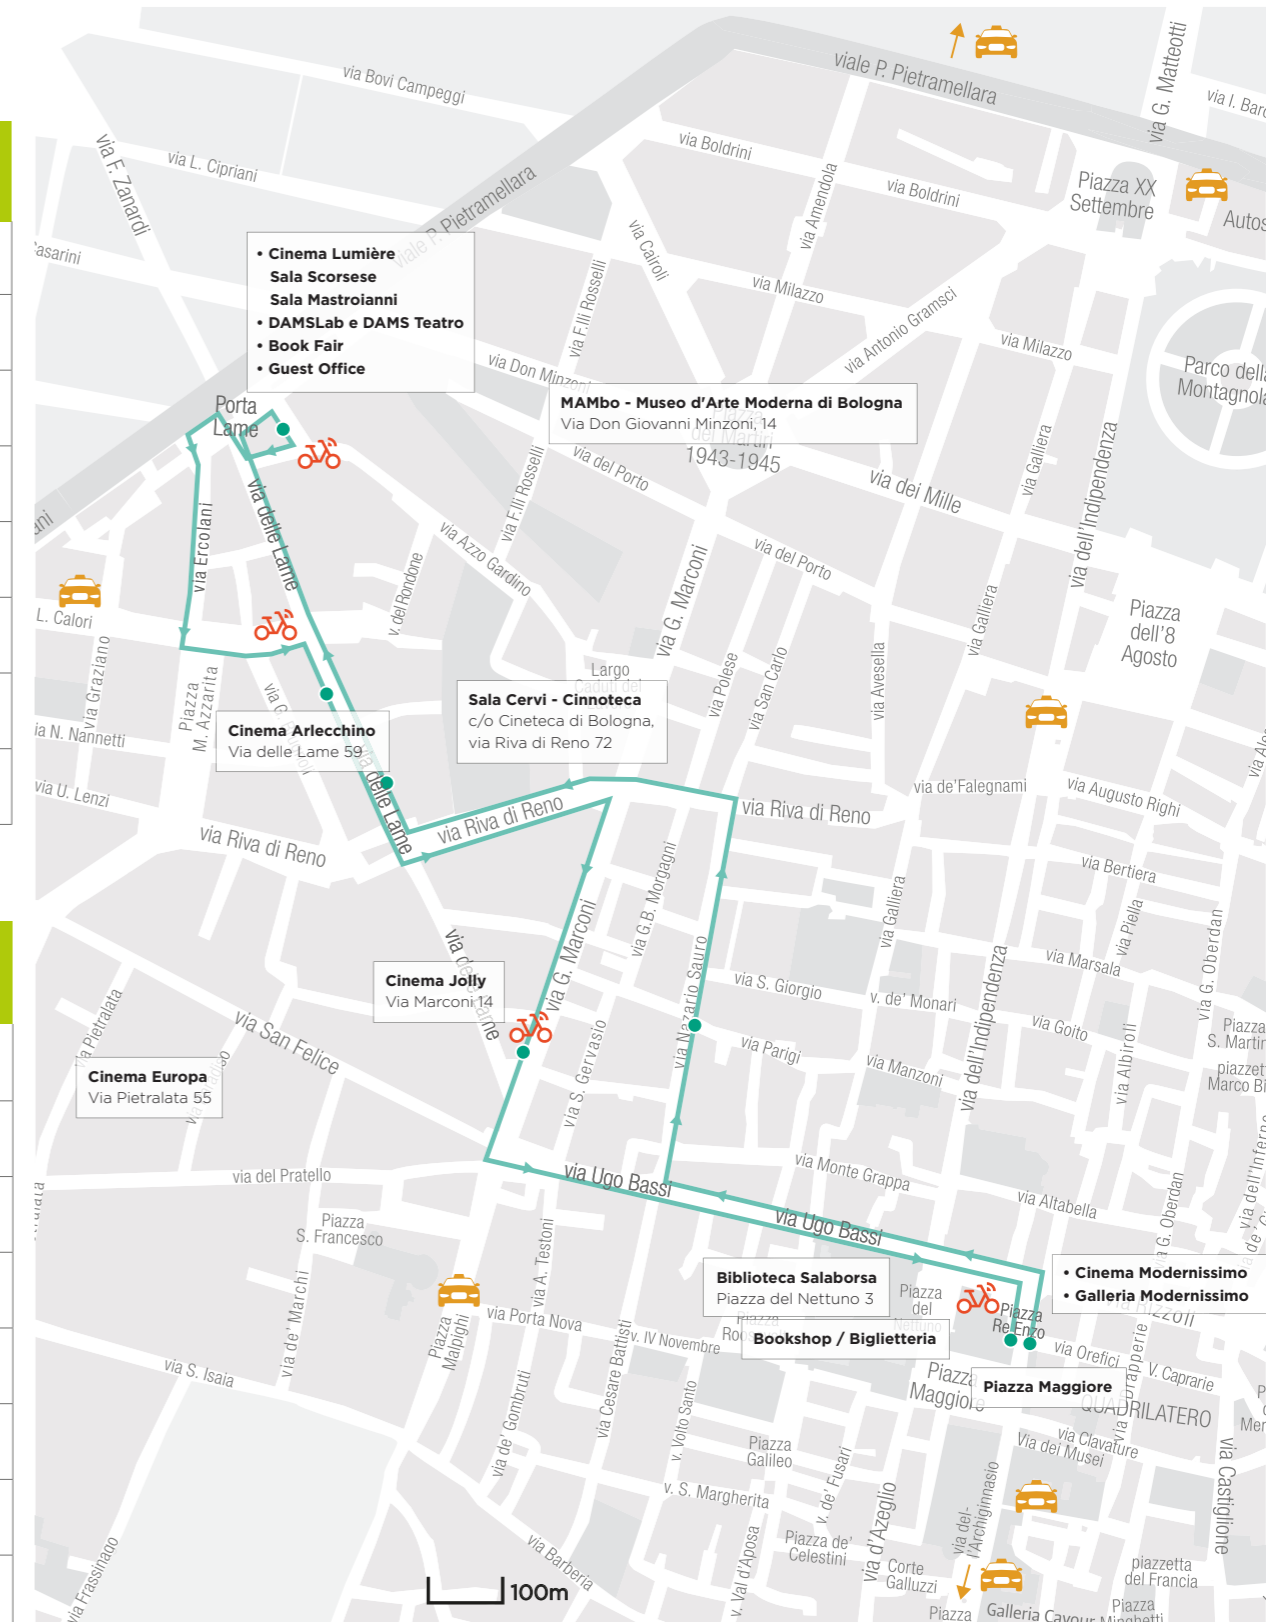 via G. Matteotti
viale P. Pietramellara
via Bovi Campeggi
via Boldrini
via F. Zanardi
via L. Cipriani
via Boldrini
Piazza XX
Settembre
via Amendola
viale P. Pietramellara
via Cairoli
• Cinema Lumière
Sala Scorsese
Sala Mastroianni
• DAMSLab e DAMS Teatro
• Book Fair
• Guest Office
via F.lli Rosselli
via Milazzo
via Antonio Gramsci
via Milazzo
via Don Minzoni
MAMbo - Museo d'Arte Moderna di Bologna
Via Don Giovanni Minzoni, 14
Piazza
dei Martiri
1943-1945
Porta
Lame
via del Porto
via F.lli Rosselli
via Galliera
via dell'Indipendenza
via dei Mille
via delle Lame
via Ercolani
via Azzo Gardino
via del Porto
v. del Rondone
via G. Marconi
L. Calori
via Graziano
via Galliera
Piazza
dell'8
Agosto
Piazza
M. Azzarita
Largo
via Polese
via San Carlo
via Avesella
Sala Cervi - Cinnoteca
c/o Cineteca di Bologna,
via Riva di Reno 72
Cinema Arlecchino
Via delle Lame 59
via delle Lame
via U. Lenzi
via de'Falegnami
via Augusto Righi
via Riva di Reno
via Riva di Reno
via Riva di Reno
via G.B. Morgagni
via Bertiera
via Galliera
via Piella
via G. Oberdan
via G. Marconi
via Nazario Sauro
via dell'Indipendenza
via Marsala
Cinema Jolly
Via Marconi 14
via S. Giorgio
v. de' Monari
via Goito
via San Felice
via Pietralata
via S. Gervasio
via Parigi
via Manzoni
via Albiroli
Cinema Europa
Via Pietralata 55
via del Pratello
via Ugo Bassi
via Monte Grappa
via Altabella
via Ugo Bassi
via dell'Inferno
Piazza
S. Francesco
via A. Testoni
via de' Marchi
Biblioteca Salaborsa
Piazza del Nettuno 3
Piazza
del
Nettuno
• Cinema Modernissimo
• Galleria Modernissimo
via Rizzoli
Piazza
Re Enzo
Bookshop / Biglietteria
Piazza
Malpighi
via Porta Nova
v. IV Novembre
via Cesare Battisti
via Orefici
via Drapperie
v. Caprarie
via S. Isaia
Piazza
Maggiore
Piazza Maggiore
QUADRILATERO
via Clavature
Via dei Musei
v. Volto Santo
via de' Gombruti
Piazza
Galileo
v. de' Fusari
v. S. Margherita
via d'Azeglio
via del-
l'Archiginnasio
via Castiglione
via Barberia
v. Val d'Aposa
Piazza de'
Celestini
Corte
Galluzzi
piazzetta
del Francia
via Frassinago
100m
Piazza
Galleria Cavour
Piazza
Minghetti